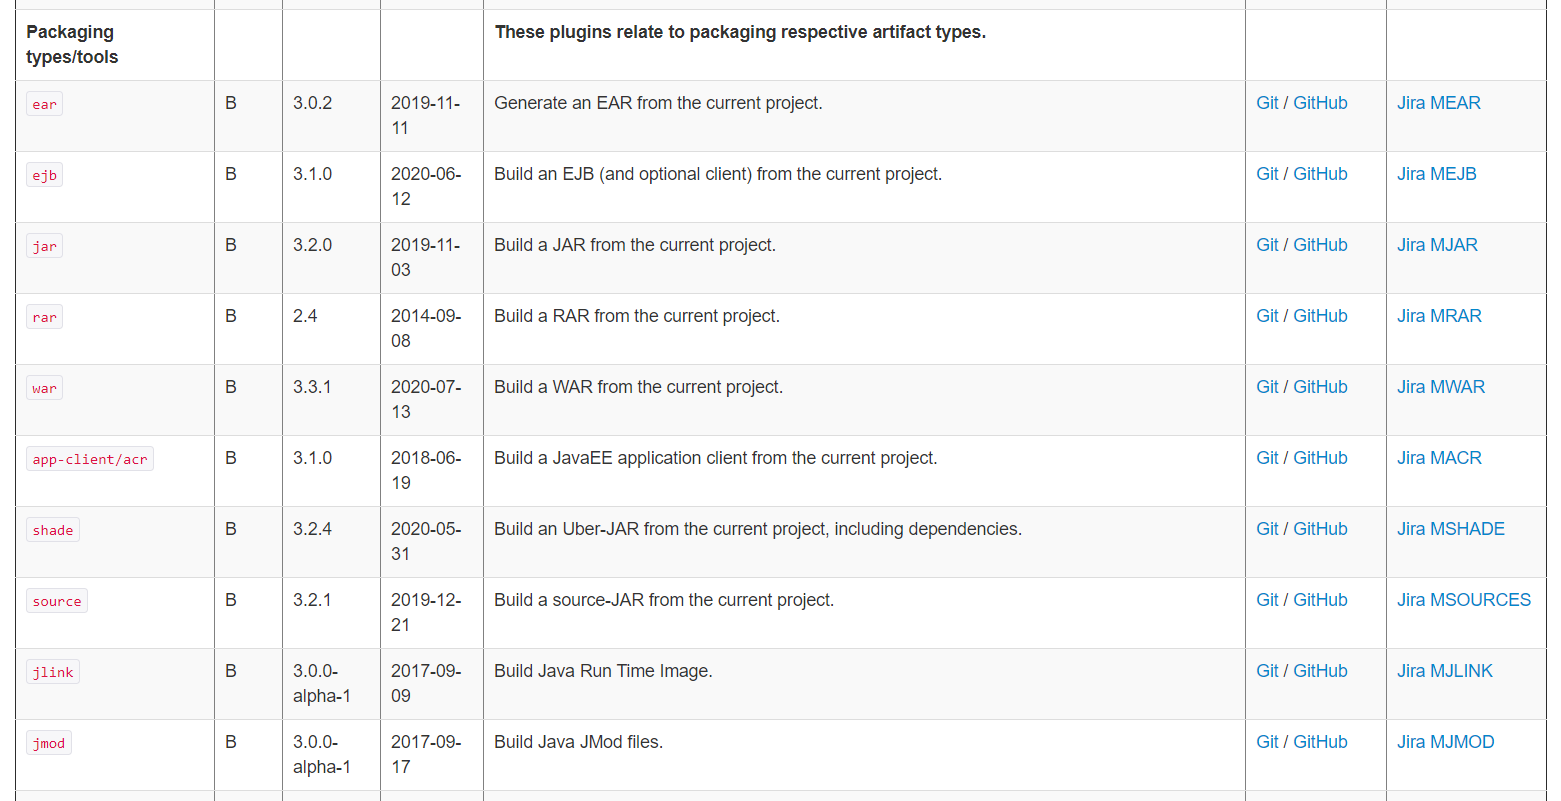 Packaging types/tools These plugins relate to packaging respective artifact types.
ear B 3.0.2 2019-11-11 Generate an EAR from the current project. Git / GitHub Jira MEAR
ejb B 3.1.0 2020-06-12 Build an EJB (and optional client) from the current project. Git / GitHub Jira MEJB
jar B 3.2.0 2019-11-03 Build a JAR from the current project. Git / GitHub Jira MJAR
rar B 2.4 2014-09-08 Build a RAR from the current project. Git / GitHub Jira MRAR
war B 3.3.1 2020-07-13 Build a WAR from the current project. Git / GitHub Jira MWAR
app-client/acr B 3.1.0 2018-06-19 Build a JavaEE application client from the current project. Git / GitHub Jira MACR
shade B 3.2.4 2020-05-31 Build an Uber-JAR from the current project, including dependencies. Git / GitHub Jira MSHADE
source B 3.2.1 2019-12-21 Build a source-JAR from the current project. Git / GitHub Jira MSOURCES
jlink B 3.0.0-alpha-1 2017-09-09 Build Java Run Time Image. Git / GitHub Jira MJLINK
jmod B 3.0.0-alpha-1 2017-09-17 Build Java JMod files. Git / GitHub Jira MJMOD